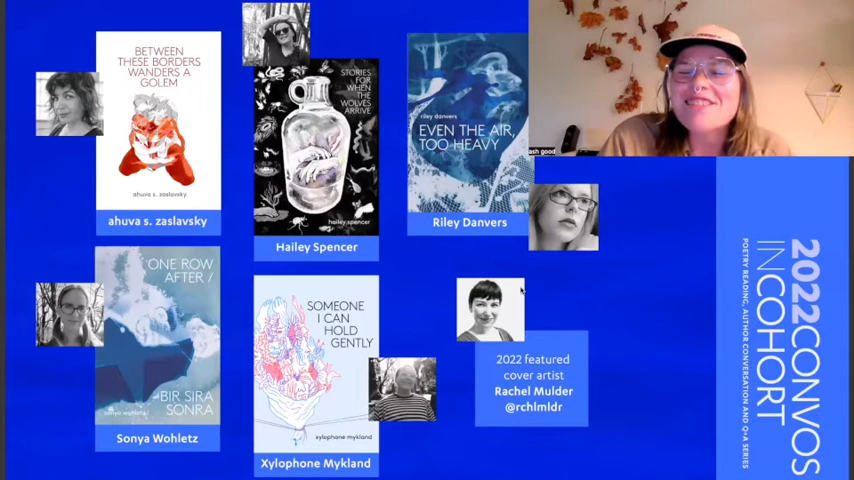 BETWEEN
THESE BORDERS
WANDERS A
GOLEM
ahuva s. zaslavsky
ahuva s. zaslavsky
STORIES
FOR
WHEN
THE
WOLVES
ARRIVE
hailey spencer
Hailey Spencer
riley danvers
EVEN THE AIR,
TOO HEAVY
Riley Danvers
ash good
ONE ROW
AFTER /
BIR SIRA
SONRA
sonya wohletz
Sonya Wohletz
SOMEONE
I CAN
HOLD
GENTLY
xylophone mykland
Xylophone Mykland
2022 featured
cover artist
Rachel Mulder
@rchlmldr
2022CONVOS
INCOHORT
POETRY READING, AUTHOR CONVERSATION AND Q+A SERIES